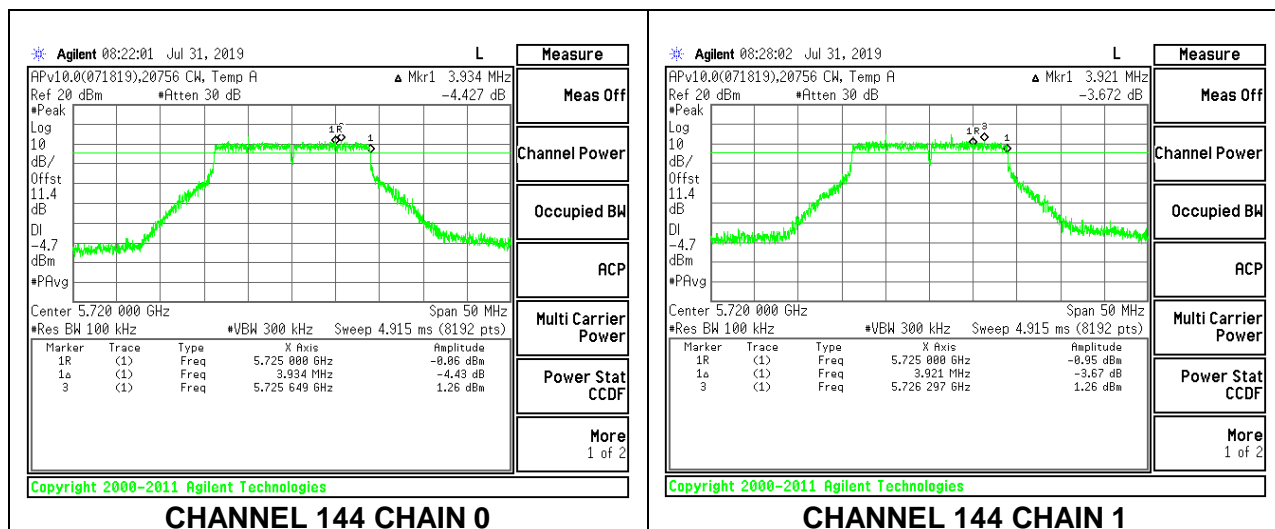 Agilent 08:22:01 Jul 31, 2019
L
Measure
APv10.0(071819),20756 CW, Temp A
Δ Mkr1 3.934 MHz
Ref 20 dBm
#Atten 30 dB
-4.427 dB
#Peak
Log
10
dB/
Offst
11.4
dB
DI
-4.7
dBm
#PAvg
1R
1
Center 5.720 000 GHz
Span 50 MHz
#Res BW 100 kHz
#VBW 300 kHz
Sweep 4.915 ms (8192 pts)
Marker Trace Type X Axis Amplitude
1R (1) Freq 5.725 000 GHz -0.06 dBm
1Δ (1) Freq 3.934 MHz -4.43 dB
3 (1) Freq 5.725 649 GHz 1.26 dBm
Meas Off
Channel Power
Occupied BW
ACP
Multi Carrier
Power
Power Stat
CCDF
More
1 of 2
Copyright 2000-2011 Agilent Technologies
CHANNEL 144 CHAIN 0
Agilent 08:28:02 Jul 31, 2019
L
Measure
APv10.0(071819),20756 CW, Temp A
Δ Mkr1 3.921 MHz
Ref 20 dBm
#Atten 30 dB
-3.672 dB
#Peak
Log
10
dB/
Offst
11.4
dB
DI
-4.7
dBm
#PAvg
1R
3
1
Center 5.720 000 GHz
Span 50 MHz
#Res BW 100 kHz
#VBW 300 kHz
Sweep 4.915 ms (8192 pts)
Marker Trace Type X Axis Amplitude
1R (1) Freq 5.725 000 GHz -0.95 dBm
1Δ (1) Freq 3.921 MHz -3.67 dB
3 (1) Freq 5.726 297 GHz 1.26 dBm
Meas Off
Channel Power
Occupied BW
ACP
Multi Carrier
Power
Power Stat
CCDF
More
1 of 2
Copyright 2000-2011 Agilent Technologies
CHANNEL 144 CHAIN 1